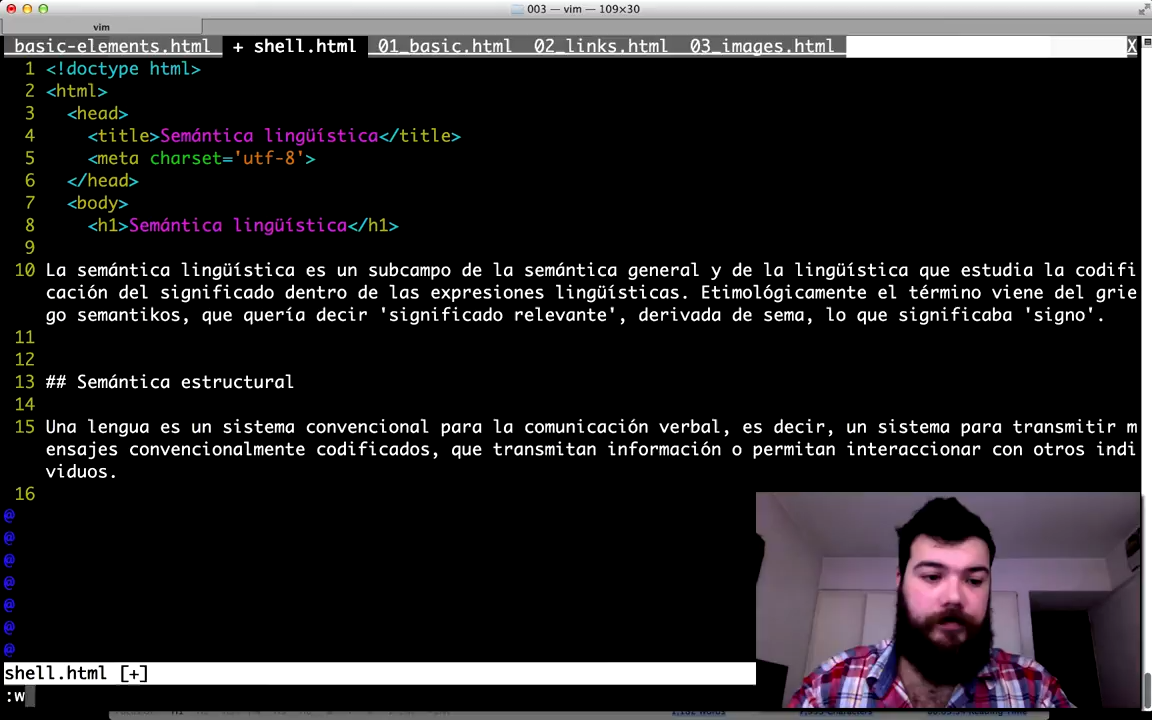 003 — vim — 109×30
vim
basic-elements.html + shell.html 01_basic.html 02_links.html 03_images.html X
1 <!doctype html>
2 <html>
3 <head>
4 <title>Semántica lingüística</title>
5 <meta charset='utf-8'>
6 </head>
7 <body>
8 <h1>Semántica lingüística</h1>
9
10 La semántica lingüística es un subcampo de la semántica general y de la lingüística que estudia la codifi
cación del significado dentro de las expresiones lingüísticas. Etimológicamente el término viene del grie
go semantikos, que quería decir 'significado relevante', derivada de sema, lo que significaba 'signo'.
11
12
13 ## Semántica estructural
14
15 Una lengua es un sistema convencional para la comunicación verbal, es decir, un sistema para transmitir m
ensajes convencionalmente codificados, que transmitan información o permitan interaccionar con otros indi
viduos.
16
@
@
@
@
@
@
@
shell.html [+]
:w